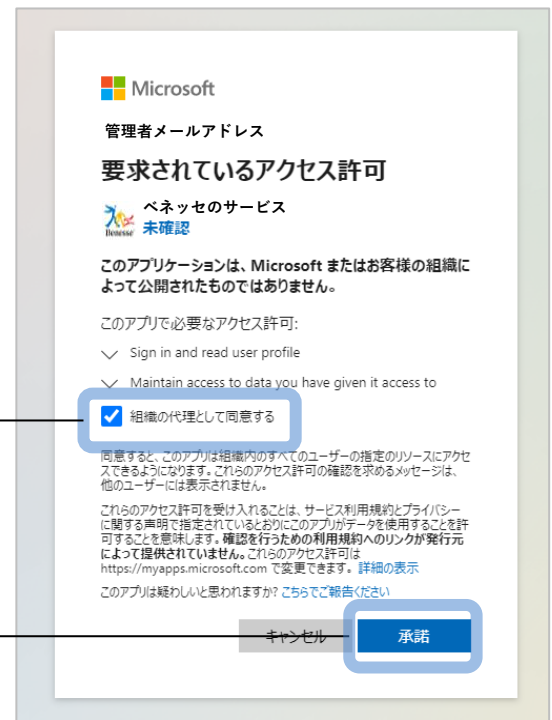 Microsoft
管理者メールアドレス
要求されているアクセス許可
Benesse
ベネッセのサービス
未確認
このアプリケーションは、Microsoft またはお客様の組織に
よって公開されたものではありません。
このアプリで必要なアクセス許可:
Sign in and read user profile
Maintain access to data you have given it access to
組織の代理として同意する
同意すると、このアプリは組織内のすべてのユーザーの指定のリソースにアクセ
スできるようになります。これらのアクセス許可の確認を求めるメッセージは、
他のユーザーには表示されません。
これらのアクセス許可を受け入れることは、サービス利用規約とプライバシー
に関する声明で指定されているとおりにこのアプリがデータを使用することを許
可することを意味します。確認を行うための利用規約へのリンクが発行元
によって提供されていません。これらのアクセス許可は
https://myapps.microsoft.com で変更できます。詳細の表示
このアプリは疑わしいと思われますか? こちらでご報告ください
キャンセル
承諾